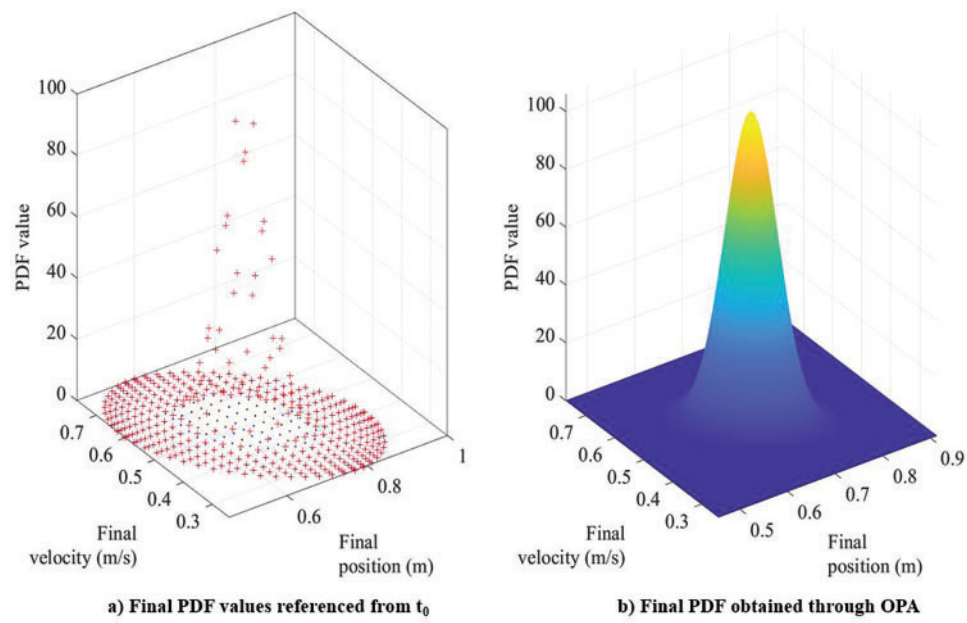 100
80
60
40
20
0
PDF value
0.7
0.6
0.5
0.4
0.3
Final
velocity (m/s)
0.6
0.8
1
Final
position (m)
a) Final PDF values referenced from t₀
100
80
60
40
20
0
PDF value
0.7
0.6
0.5
0.4
0.3
Final
velocity (m/s)
0.5
0.6
0.7
0.8
0.9
Final
position (m)
b) Final PDF obtained through OPA